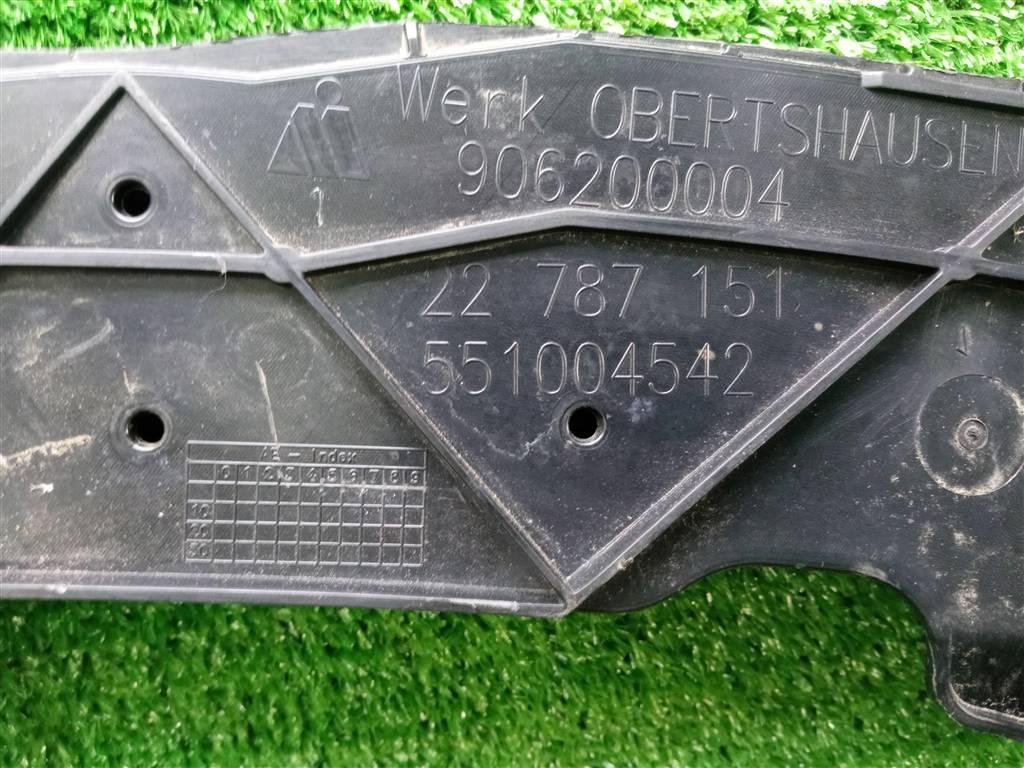 Werk OBERTSHAUSEN
906200004
1
22 787 151
551004542
AE - Index
0 1 2 3 4 5 6 7 8 9
10
20
30